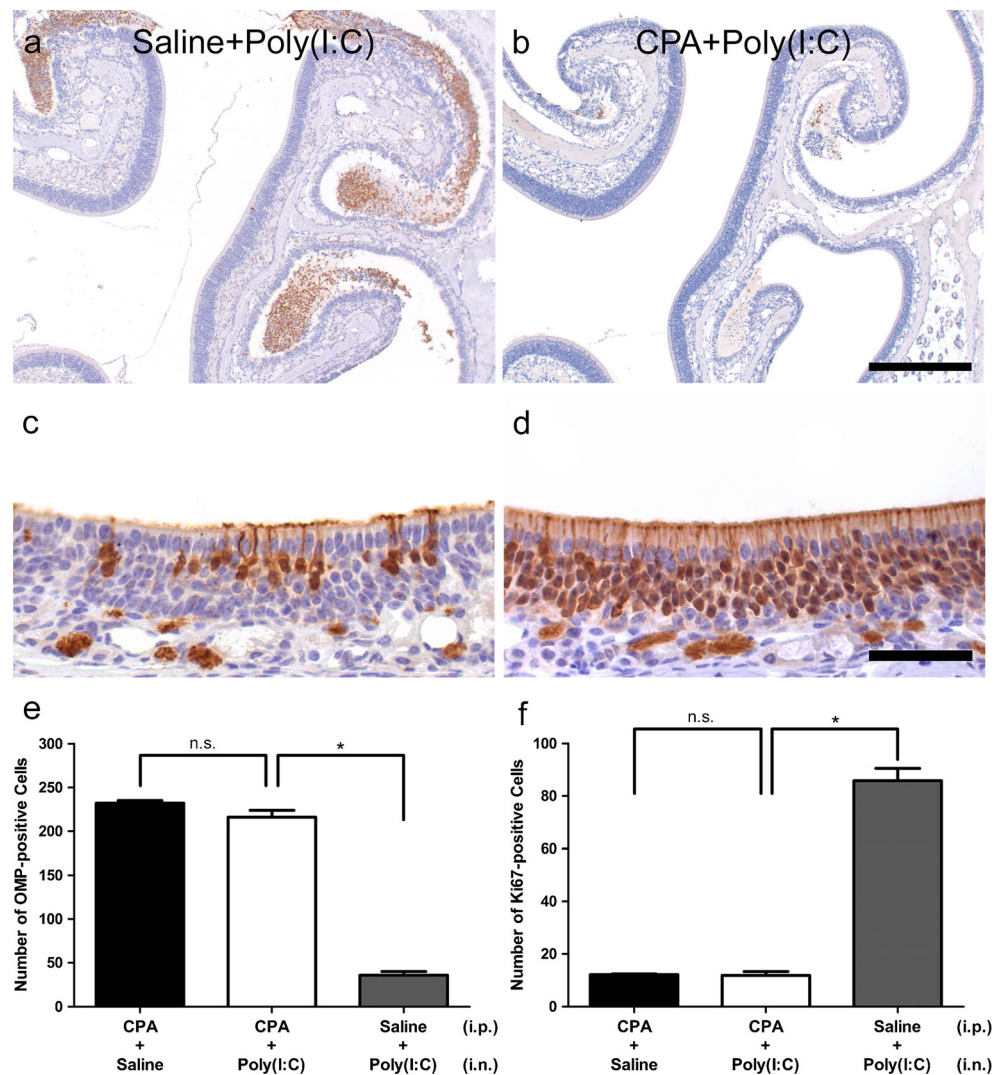 a Saline+Poly(I:C)
b CPA+Poly(I:C)
c
d
e
n.s.
*
Number of OMP-positive Cells
300
250
200
150
100
50
0
CPA CPA Saline (i.p.)
+ + +
Saline Poly(I:C) Poly(I:C) (i.n.)
f
n.s.
*
Number of Ki67-positive Cells
100
80
60
40
20
0
CPA CPA Saline (i.p.)
+ + +
Saline Poly(I:C) Poly(I:C) (i.n.)